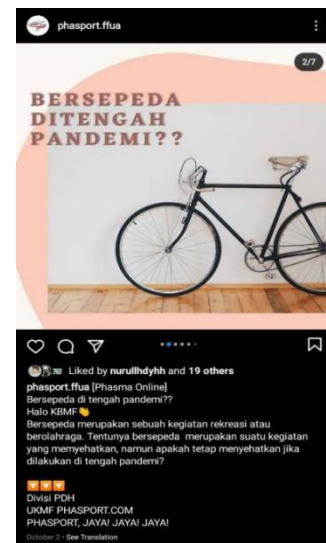 phasport.ffua
2/7
BERSEPEDA
DITENGAH
PANDEMI??
Liked by nurullhdyhh and 19 others
phasport.ffua [Phasma Online]
Bersepeda di tengah pandemi??
Halo KBMF👋
Bersepeda merupakan sebuah kegiatan rekreasi atau
berolahraga. Tentunya bersepeda merupakan suatu kegiatan
yang menyehatkan, namun apakah tetap menyehatkan jika
dilakukan di tengah pandemi?
🔽🔽🔽
Divisi PDH
UKMF PHASPORT.COM
PHASPORT, JAYA! JAYA! JAYA!
October 2 • See Translation